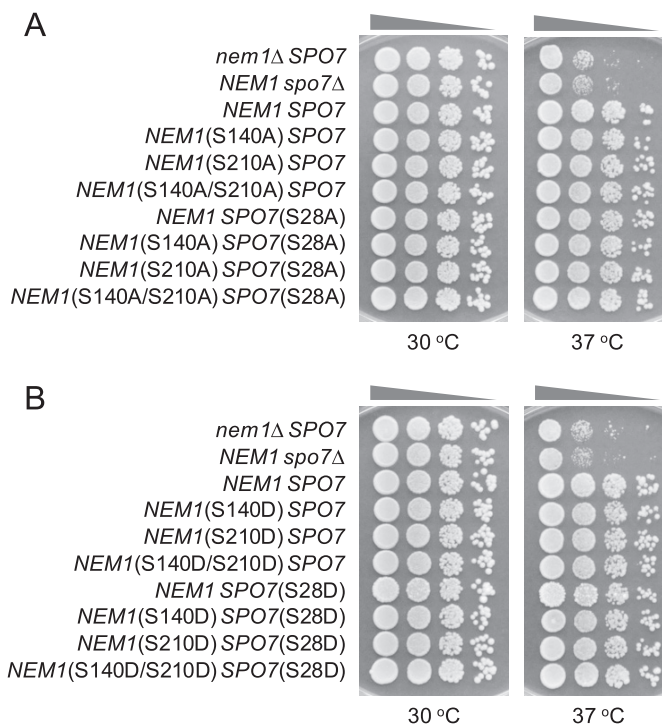 A
nem1Δ SPO7
NEM1 spo7Δ
NEM1 SPO7
NEM1(S140A) SPO7
NEM1(S210A) SPO7
NEM1(S140A/S210A) SPO7
NEM1 SPO7(S28A)
NEM1(S140A) SPO7(S28A)
NEM1(S210A) SPO7(S28A)
NEM1(S140A/S210A) SPO7(S28A)
30 °C 37 °C
B
nem1Δ SPO7
NEM1 spo7Δ
NEM1 SPO7
NEM1(S140D) SPO7
NEM1(S210D) SPO7
NEM1(S140D/S210D) SPO7
NEM1 SPO7(S28D)
NEM1(S140D) SPO7(S28D)
NEM1(S210D) SPO7(S28D)
NEM1(S140D/S210D) SPO7(S28D)
30 °C 37 °C